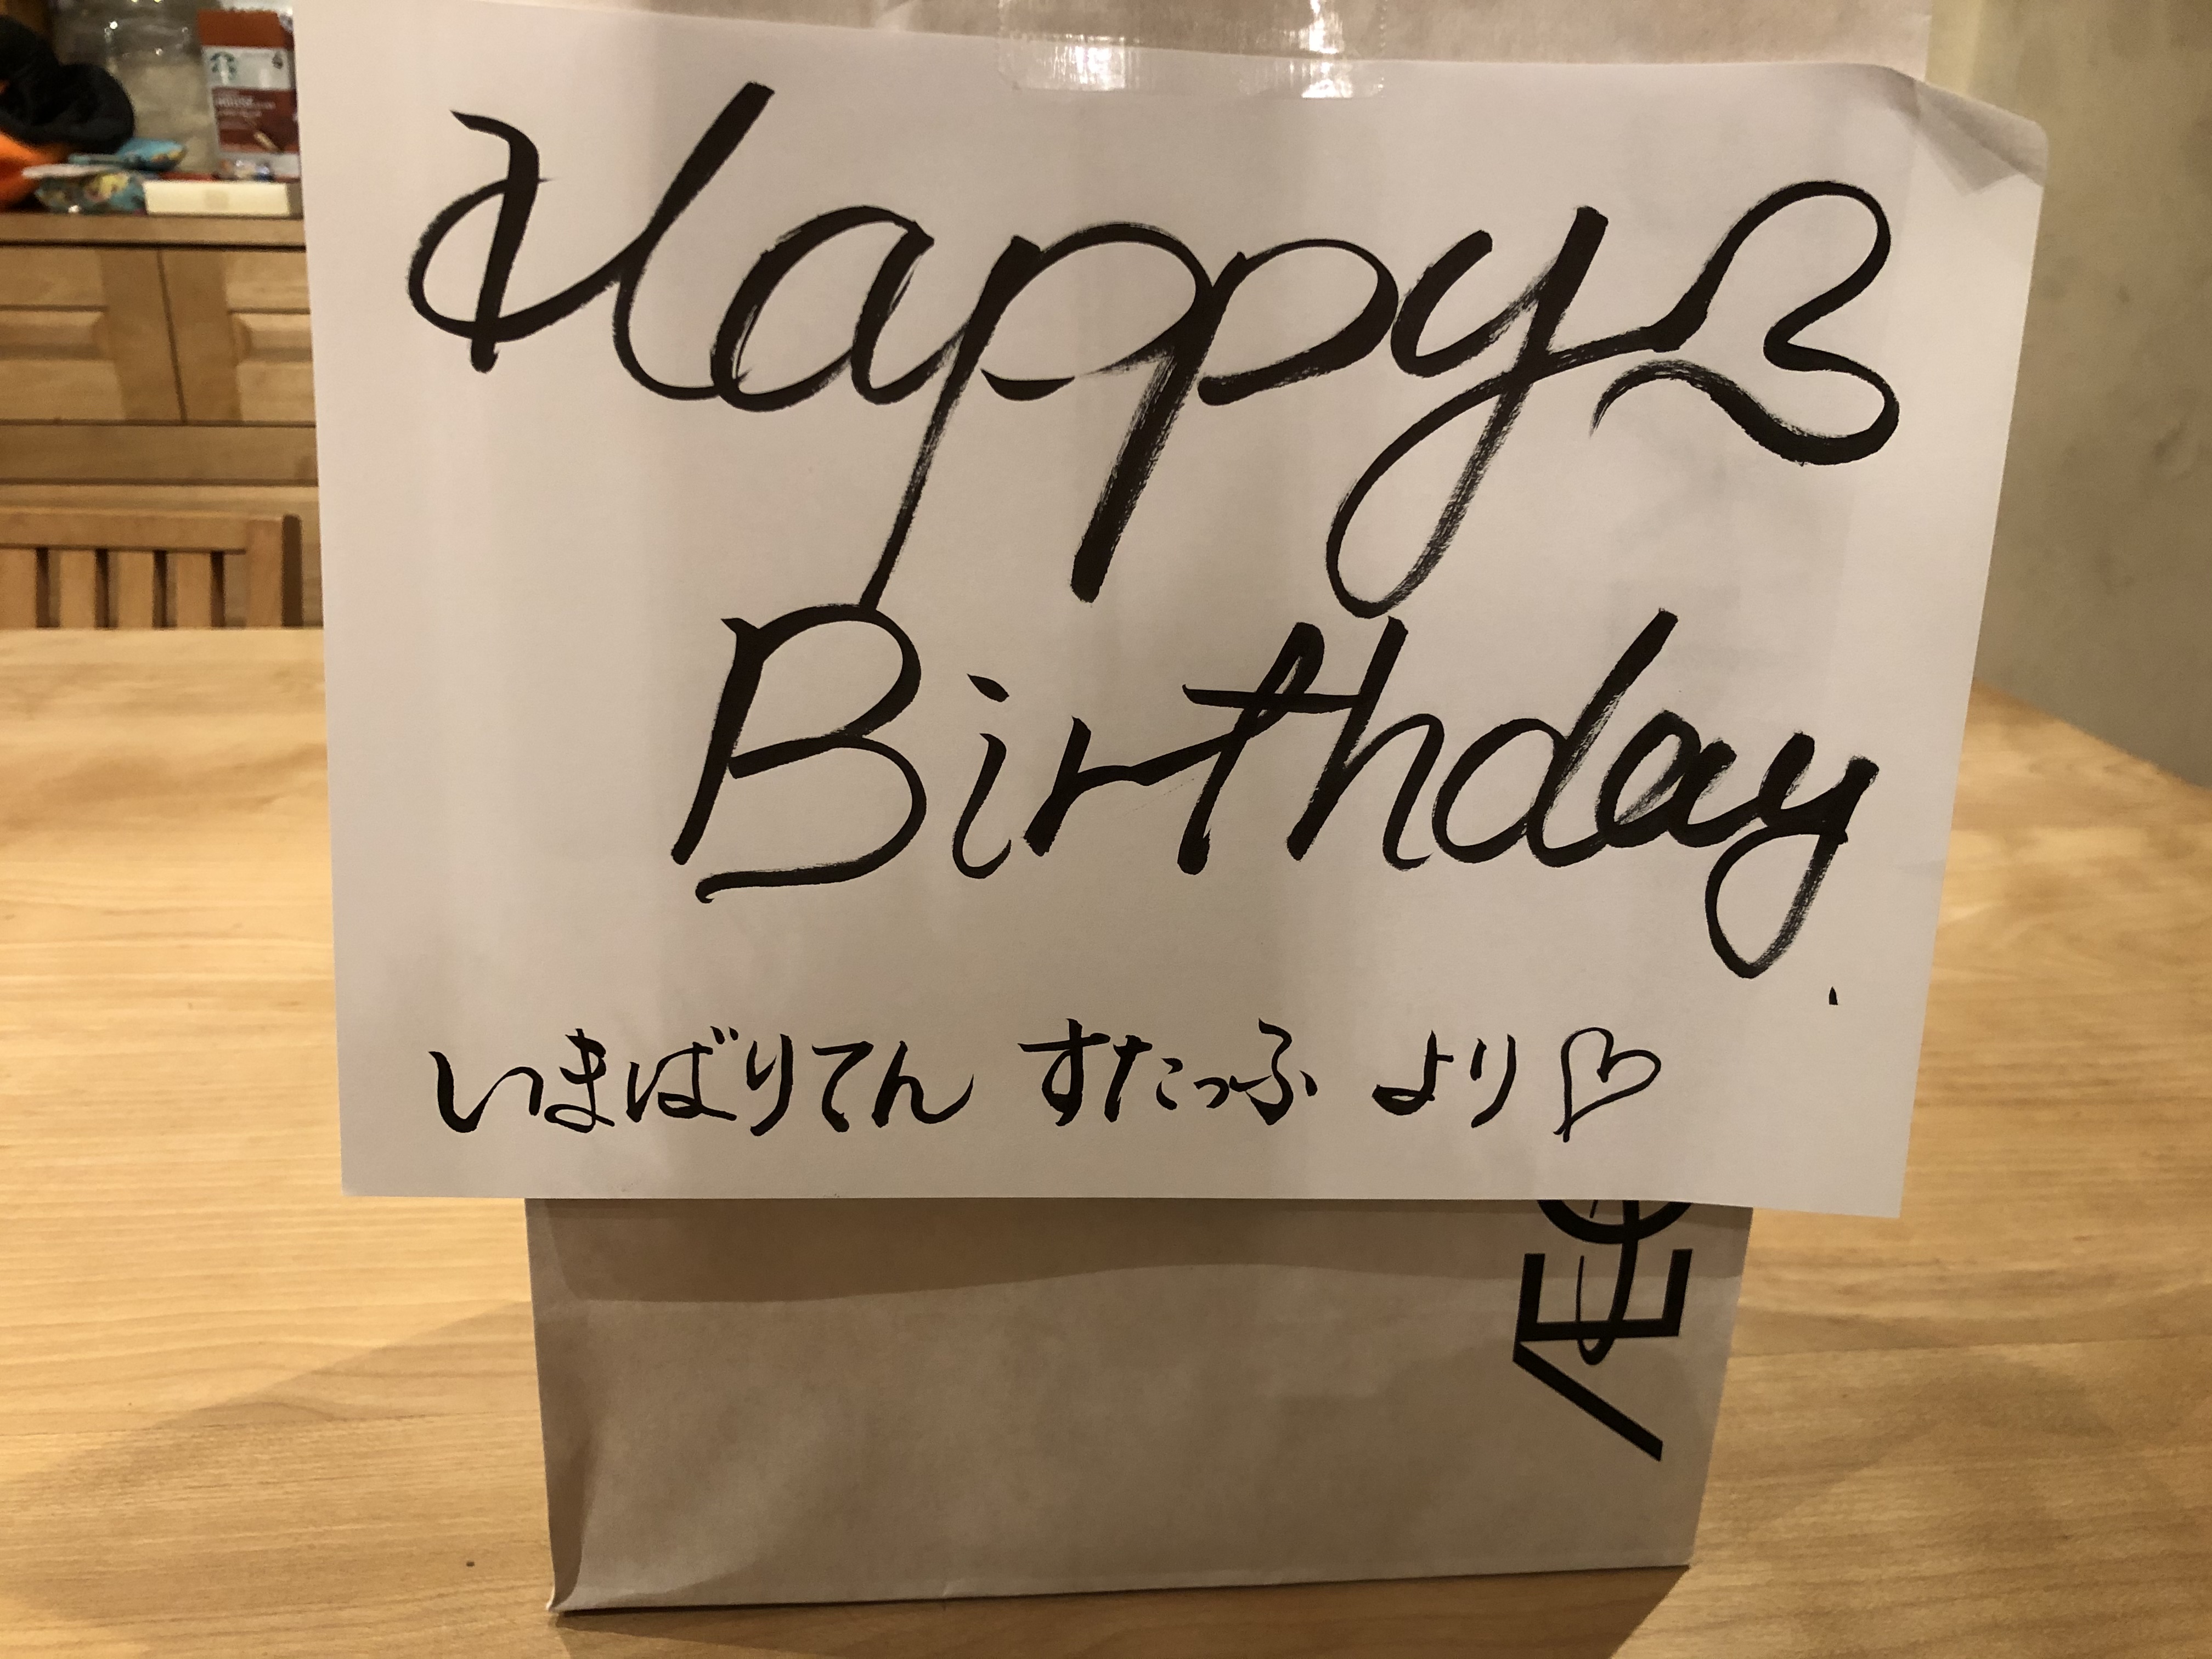 Happy
Birthday
いまばりてん すたっふ より♡